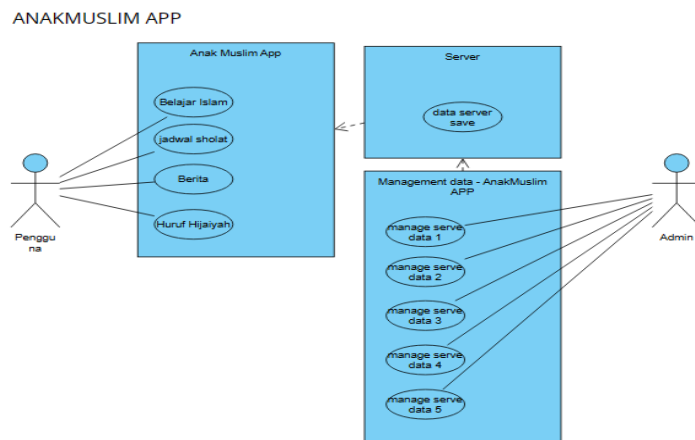 ANAKMUSLIM APP
Anak Muslim App
Belajar Islam
jadwal sholat
Berita
Huruf Hijaiyah
Penggu
na
Server
data server
save
Management data - AnakMuslim
APP
manage serve
data 1
manage serve
data 2
manage serve
data 3
manage serve
data 4
manage serve
data 5
Admin